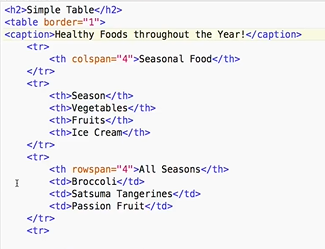 <h2>Simple Table</h2>
<table border="1">
<caption>Healthy Foods throughout the Year!</caption>
<tr>
<th colspan="4">Seasonal Food</th>
</tr>
<tr>
<th>Season</th>
<th>Vegetables</th>
<th>Fruits</th>
<th>Ice Cream</th>
</tr>
<tr>
<th rowspan="4">All Seasons</th>
<td>Broccoli</td>
<td>Satsuma Tangerines</td>
<td>Passion Fruit</td>
</tr>
<tr>